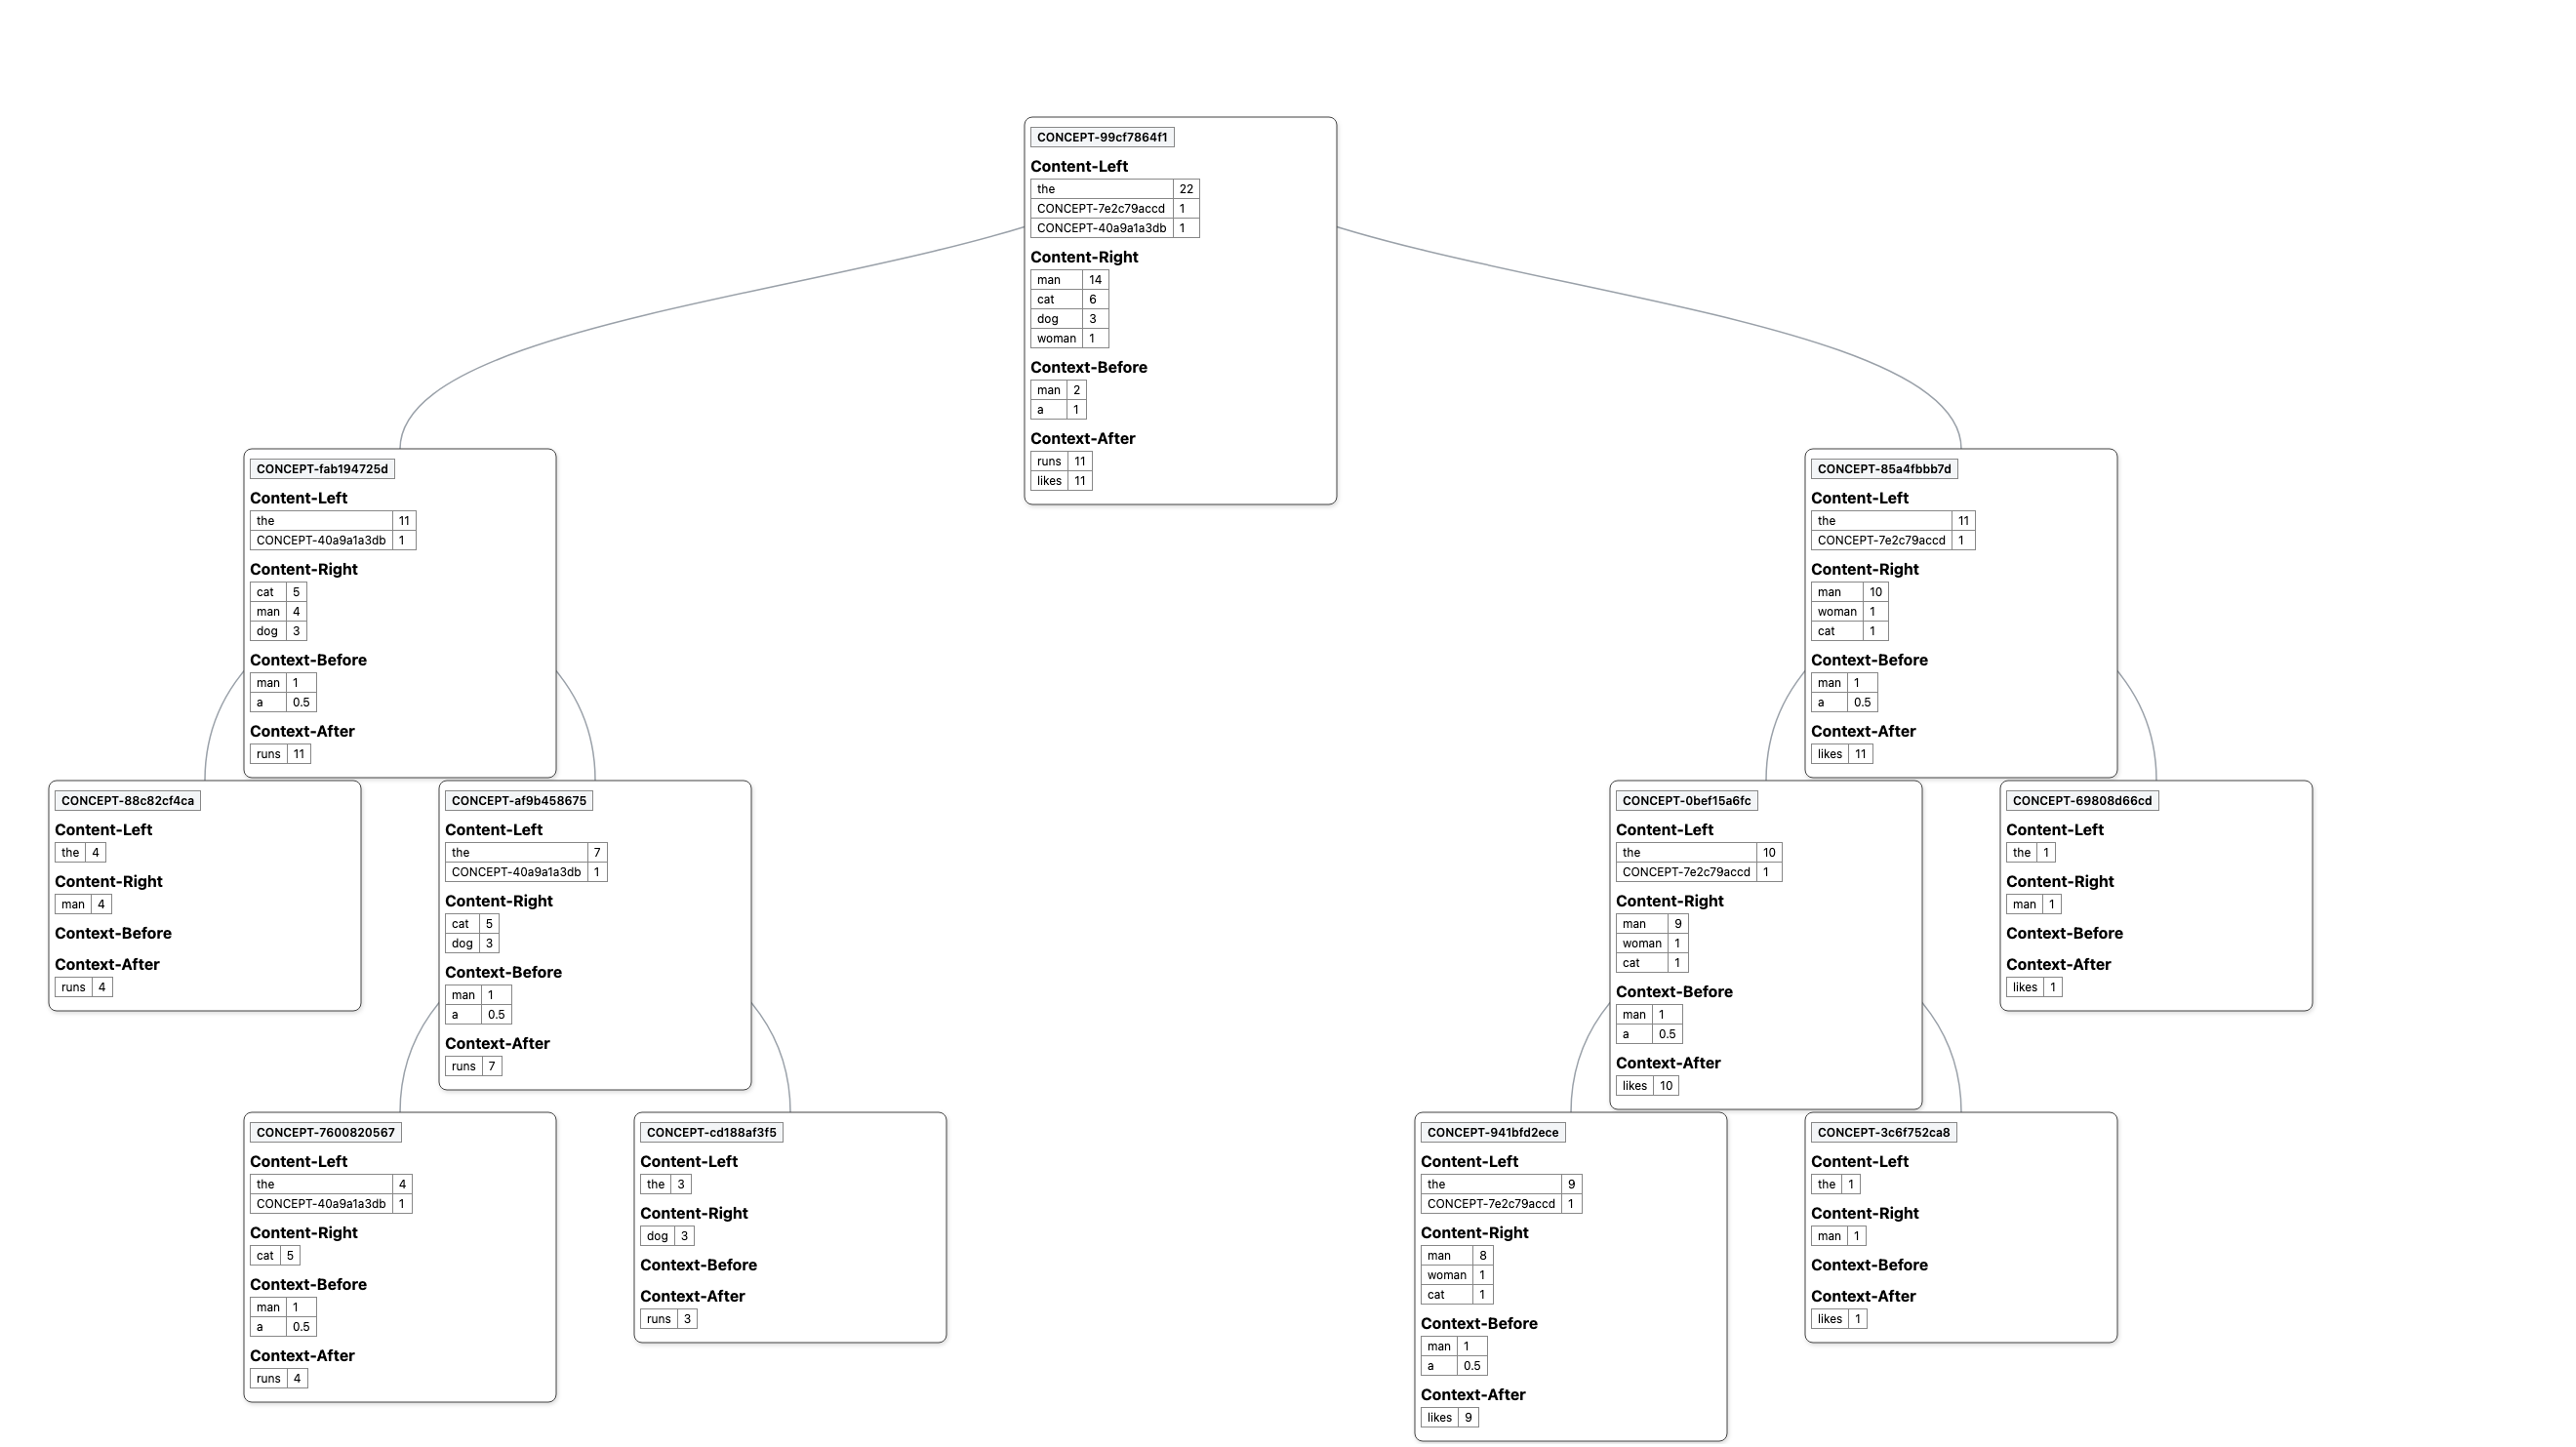 CONCEPT-99cf7864f1
Content-Left
the 22
CONCEPT-7e2c79accd 1
CONCEPT-40a9a1a3db 1
Content-Right
man 14
cat 6
dog 3
woman 1
Context-Before
man 2
a 1
Context-After
runs 11
likes 11
CONCEPT-fab194725d
Content-Left
the 11
CONCEPT-40a9a1a3db 1
Content-Right
cat 5
man 4
dog 3
Context-Before
man 1
a 0.5
Context-After
runs 11
CONCEPT-85a4fbbb7d
Content-Left
the 11
CONCEPT-7e2c79accd 1
Content-Right
man 10
woman 1
cat 1
Context-Before
man 1
a 0.5
Context-After
likes 11
CONCEPT-88c82cf4ca
Content-Left
the 4
Content-Right
man 4
Context-Before
Context-After
runs 4
CONCEPT-af9b458675
Content-Left
the 7
CONCEPT-40a9a1a3db 1
Content-Right
cat 5
dog 3
Context-Before
man 1
a 0.5
Context-After
runs 7
CONCEPT-0bef15a6fc
Content-Left
the 10
CONCEPT-7e2c79accd 1
Content-Right
man 9
woman 1
cat 1
Context-Before
man 1
a 0.5
Context-After
likes 10
CONCEPT-69808d66cd
Content-Left
the 1
Content-Right
man 1
Context-Before
Context-After
likes 1
CONCEPT-7600820567
Content-Left
the 4
CONCEPT-40a9a1a3db 1
Content-Right
cat 5
Context-Before
man 1
a 0.5
Context-After
runs 4
CONCEPT-cd188af3f5
Content-Left
the 3
Content-Right
dog 3
Context-Before
Context-After
runs 3
CONCEPT-941bfd2ece
Content-Left
the 9
CONCEPT-7e2c79accd 1
Content-Right
man 8
woman 1
cat 1
Context-Before
man 1
a 0.5
Context-After
likes 9
CONCEPT-3c6f752ca8
Content-Left
the 1
Content-Right
man 1
Context-Before
Context-After
likes 1